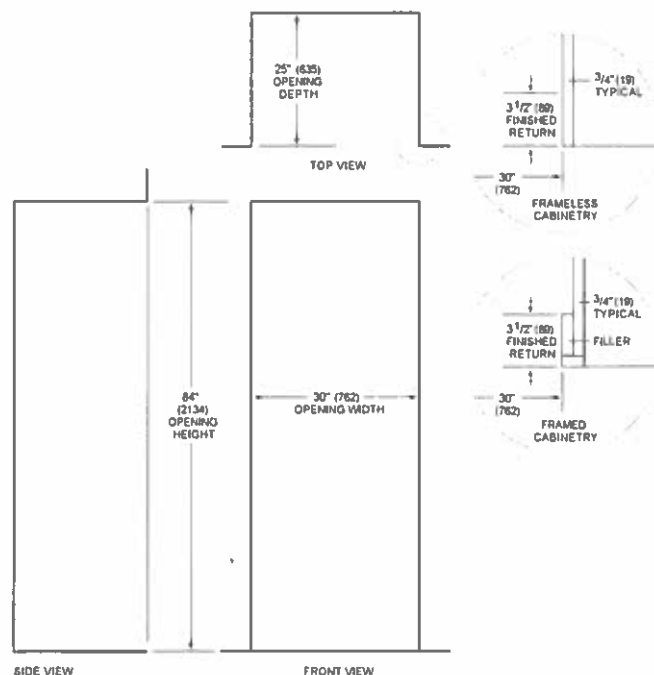 25" (635)
OPENING
DEPTH
TOP VIEW
3/4" (19)
TYPICAL
3 1/2" (89)
FINISHED
RETURN
30"
(762)
FRAMELESS
CABINETRY
3/4" (19)
TYPICAL
3 1/2" (89)
FINISHED
RETURN
FILLER
30"
(762)
FRAMED
CABINETRY
84"
(2134)
OPENING
HEIGHT
30" (762)
OPENING WIDTH
SIDE VIEW
FRONT VIEW